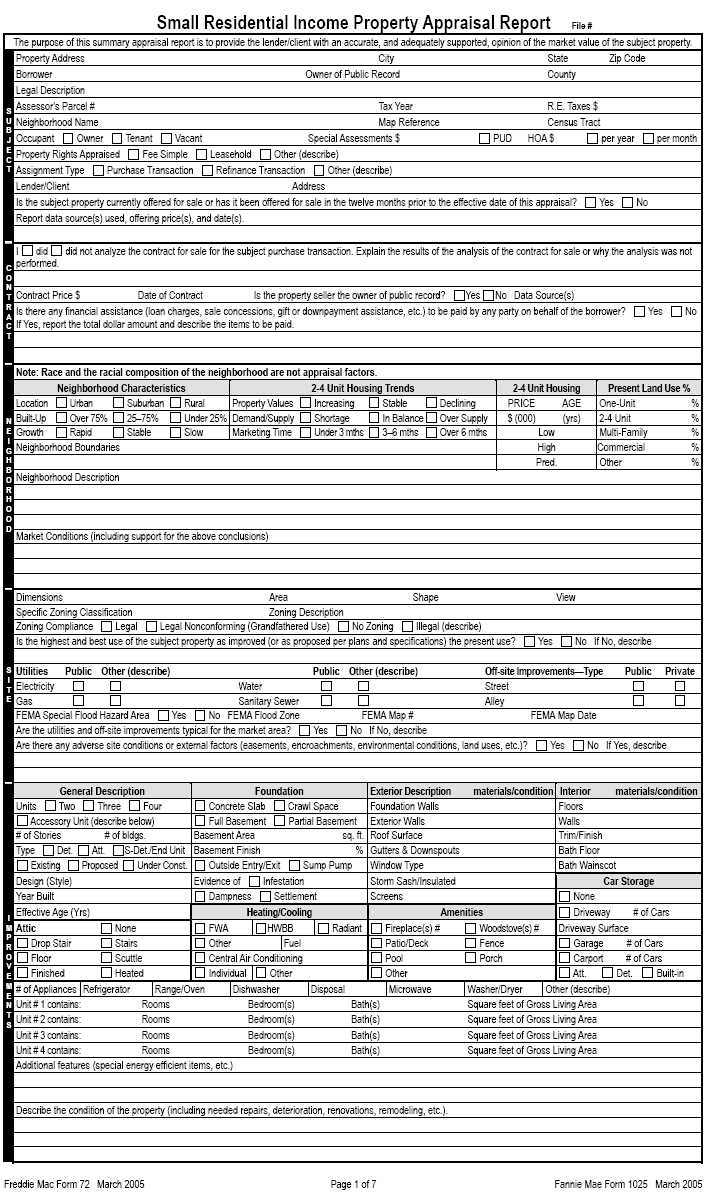 Small Residential Income Property Appraisal Report File #
The purpose of this summary appraisal report is to provide the lender/client with an accurate, and adequately supported, opinion of the market value of the subject property.
SUBJECT
Property Address City State Zip Code
Borrower Owner of Public Record County
Legal Description
Assessor's Parcel # Tax Year R.E. Taxes $
Neighborhood Name Map Reference Census Tract
Occupant Owner Tenant Vacant Special Assessments $ PUD HOA $ per year per month
Property Rights Appraised Fee Simple Leasehold Other (describe)
Assignment Type Purchase Transaction Refinance Transaction Other (describe)
Lender/Client Address
Is the subject property currently offered for sale or has it been offered for sale in the twelve months prior to the effective date of this appraisal? Yes No
Report data source(s) used, offering price(s), and date(s).
CONTRACT
I did did not analyze the contract for sale for the subject purchase transaction. Explain the results of the analysis of the contract for sale or why the analysis was not
performed.
Contract Price $ Date of Contract Is the property seller the owner of public record? Yes No Data Source(s)
Is there any financial assistance (loan charges, sale concessions, gift or downpayment assistance, etc.) to be paid by any party on behalf of the borrower? Yes No
If Yes, report the total dollar amount and describe the items to be paid.
NEIGHBORHOOD
Note: Race and the racial composition of the neighborhood are not appraisal factors.
Neighborhood Characteristics 2-4 Unit Housing Trends 2-4 Unit Housing Present Land Use %
Location Urban Suburban Rural Property Values Increasing Stable Declining PRICE AGE One-Unit %
Built-Up Over 75% 25–75% Under 25% Demand/Supply Shortage In Balance Over Supply $ (000) (yrs) 2-4 Unit %
Growth Rapid Stable Slow Marketing Time Under 3 mths 3–6 mths Over 6 mths Low Multi-Family %
Neighborhood Boundaries High Commercial %
Pred. Other %
Neighborhood Description
Market Conditions (including support for the above conclusions)
SITE
Dimensions Area Shape View
Specific Zoning Classification Zoning Description
Zoning Compliance Legal Legal Nonconforming (Grandfathered Use) No Zoning Illegal (describe)
Is the highest and best use of the subject property as improved (or as proposed per plans and specifications) the present use? Yes No If No, describe
Utilities Public Other (describe) Public Other (describe) Off-site Improvements—Type Public Private
Electricity Water Street
Gas Sanitary Sewer Alley
FEMA Special Flood Hazard Area Yes No FEMA Flood Zone FEMA Map # FEMA Map Date
Are the utilities and off-site improvements typical for the market area? Yes No If No, describe
Are there any adverse site conditions or external factors (easements, encroachments, environmental conditions, land uses, etc.)? Yes No If Yes, describe
IMPROVEMENTS
General Description Foundation Exterior Description materials/condition Interior materials/condition
Units Two Three Four Concrete Slab Crawl Space Foundation Walls Floors
Accessory Unit (describe below) Full Basement Partial Basement Exterior Walls Walls
# of Stories # of bldgs. Basement Area sq. ft. Roof Surface Trim/Finish
Type Det. Att. S-Det./End Unit Basement Finish % Gutters & Downspouts Bath Floor
Existing Proposed Under Const. Outside Entry/Exit Sump Pump Window Type Bath Wainscot
Design (Style) Evidence of Infestation Storm Sash/Insulated Car Storage
Year Built Dampness Settlement Screens None
Effective Age (Yrs) Heating/Cooling Amenities Driveway # of Cars
Attic None FWA HWBB Radiant Fireplace(s) # Woodstove(s) # Driveway Surface
Drop Stair Stairs Other Fuel Patio/Deck Fence Garage # of Cars
Floor Scuttle Central Air Conditioning Pool Porch Carport # of Cars
Finished Heated Individual Other Other Att. Det. Built-in
# of Appliances Refrigerator Range/Oven Dishwasher Disposal Microwave Washer/Dryer Other (describe)
Unit # 1 contains: Rooms Bedroom(s) Bath(s) Square feet of Gross Living Area
Unit # 2 contains: Rooms Bedroom(s) Bath(s) Square feet of Gross Living Area
Unit # 3 contains: Rooms Bedroom(s) Bath(s) Square feet of Gross Living Area
Unit # 4 contains: Rooms Bedroom(s) Bath(s) Square feet of Gross Living Area
Additional features (special energy efficient items, etc.)
Describe the condition of the property (including needed repairs, deterioration, renovations, remodeling, etc.).
Freddie Mac Form 72 March 2005 Page 1 of 7 Fannie Mae Form 1025 March 2005